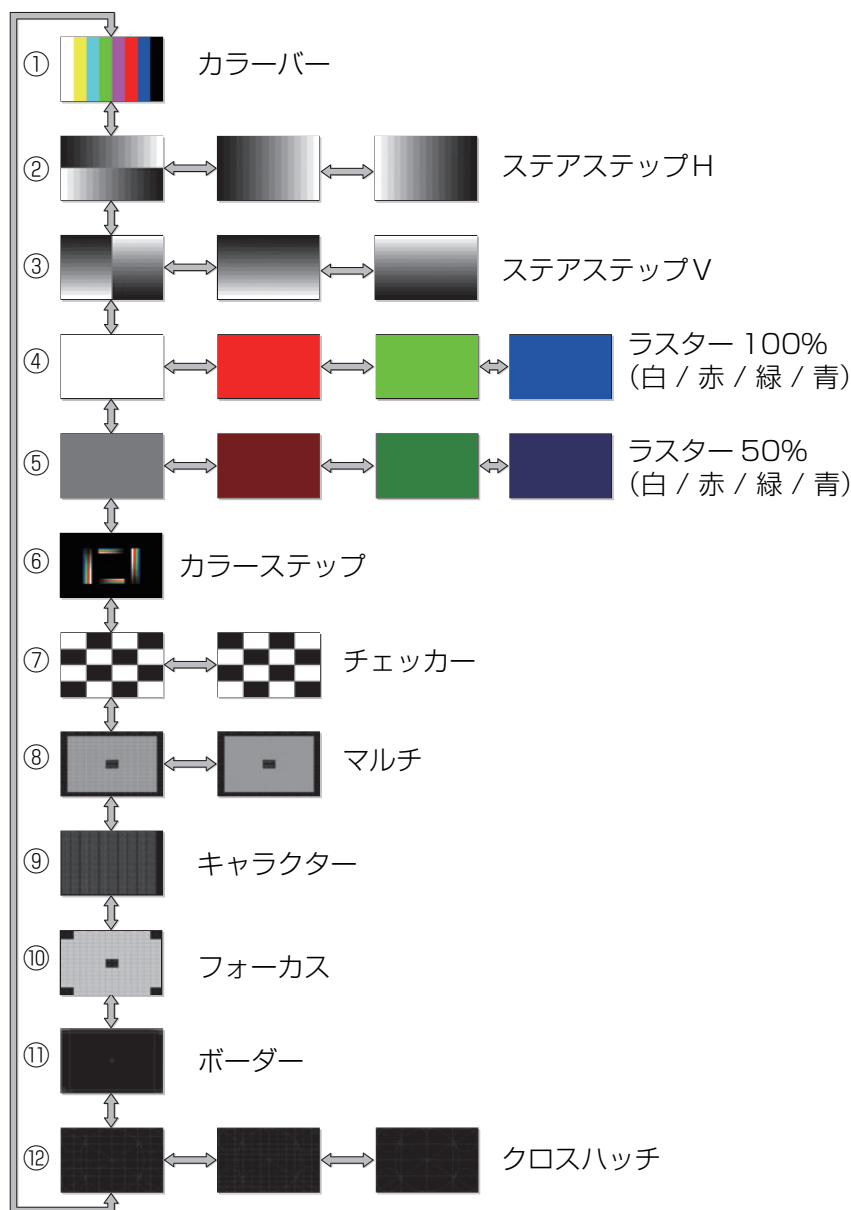 ① カラーバー
② ステアステップH
③ ステアステップV
④ ラスター 100%
(白 / 赤 / 緑 / 青)
⑤ ラスター 50%
(白 / 赤 / 緑 / 青)
⑥ カラーステップ
⑦ チェッカー
⑧ マルチ
⑨ キャラクター
⑩ フォーカス
⑪ ボーダー
⑫ クロスハッチ